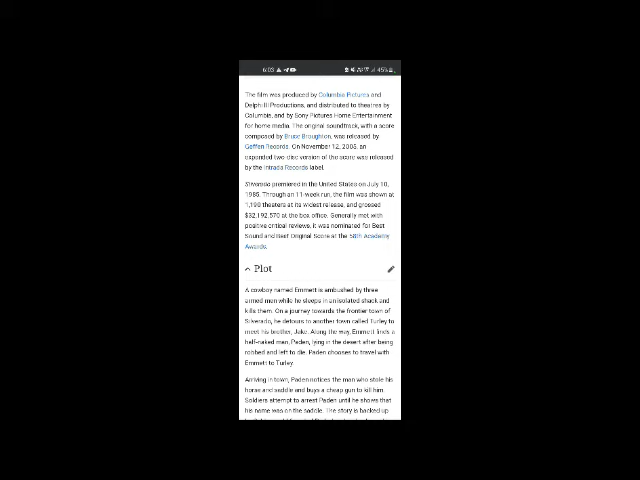 6:03
45%
The film was produced by Columbia Pictures and
Delphi III Productions, and distributed to theatres by
Columbia, and by Sony Pictures Home Entertainment
for home media. The original soundtrack, with a score
composed by Bruce Broughton, was released by
Geffen Records. On November 12, 2005, an
expanded two-disc version of the score was released
by the Intrada Records label.
Silverado premiered in the United States on July 10,
1985. Through an 11-week run, the film was shown at
1,190 theaters at its widest release, and grossed
$32,192,570 at the box office. Generally met with
positive critical reviews, it was nominated for Best
Sound and Best Original Score at the 58th Academy
Awards.
Plot
A cowboy named Emmett is ambushed by three
armed men while he sleeps in an isolated shack and
kills them. On a journey towards the frontier town of
Silverado, he detours to another town called Turley to
meet his brother, Jake. Along the way, Emmett finds a
half-naked man, Paden, lying in the desert after being
robbed and left to die. Paden chooses to travel with
Emmett to Turley.
Arriving in town, Paden notices the man who stole his
horse and saddle and buys a cheap gun to kill him.
Soldiers attempt to arrest Paden until he shows that
his name was on the saddle. The story is backed up